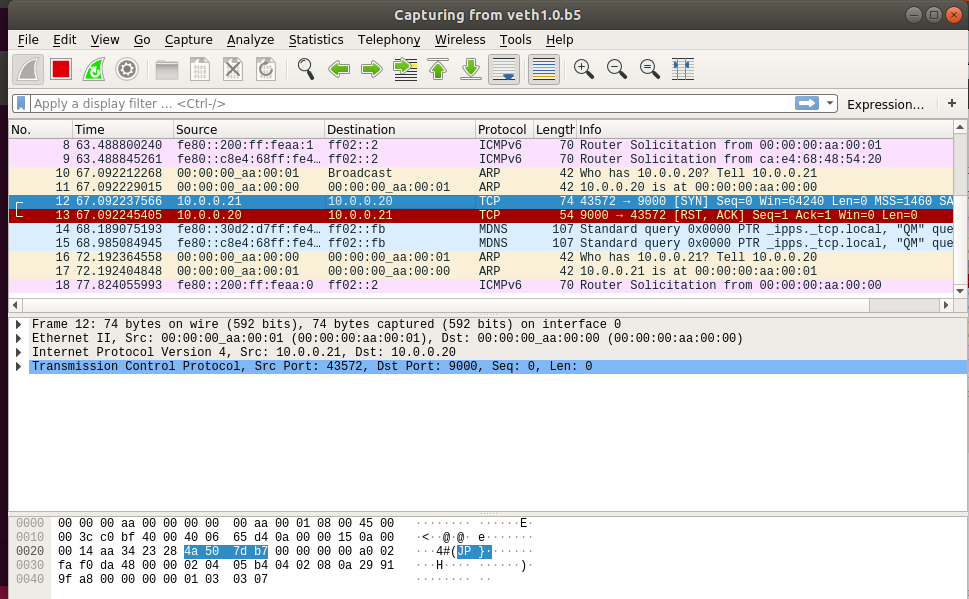 Capturing from veth1.0.b5
File Edit View Go Capture Analyze Statistics Telephony Wireless Tools Help
Apply a display filter ... <Ctrl-/> Expression... +
No. Time Source Destination Protocol Length Info
8 63.488800240 fe80::200:ff:feaa:1 ff02::2 ICMPv6 70 Router Solicitation from 00:00:00:aa:00:01
9 63.488845261 fe80::c8e4:68ff:fe4… ff02::2 ICMPv6 70 Router Solicitation from ca:e4:68:48:54:20
10 67.092212268 00:00:00_aa:00:01 Broadcast ARP 42 Who has 10.0.0.20? Tell 10.0.0.21
11 67.092229015 00:00:00_aa:00:00 00:00:00_aa:00:01 ARP 42 10.0.0.20 is at 00:00:00:aa:00:00
12 67.092237566 10.0.0.21 10.0.0.20 TCP 74 43572 → 9000 [SYN] Seq=0 Win=64240 Len=0 MSS=1460 SA
13 67.092245405 10.0.0.20 10.0.0.21 TCP 54 9000 → 43572 [RST, ACK] Seq=1 Ack=1 Win=0 Len=0
14 68.189075193 fe80::30d2:d7ff:fe4… ff02::fb MDNS 107 Standard query 0x0000 PTR _ipps._tcp.local, "QM" que
15 68.985084945 fe80::c8e4:68ff:fe4… ff02::fb MDNS 107 Standard query 0x0000 PTR _ipps._tcp.local, "QM" que
16 72.192364558 00:00:00_aa:00:00 00:00:00_aa:00:01 ARP 42 Who has 10.0.0.21? Tell 10.0.0.20
17 72.192404848 00:00:00_aa:00:01 00:00:00_aa:00:00 ARP 42 10.0.0.21 is at 00:00:00:aa:00:01
18 77.824055993 fe80::200:ff:feaa:0 ff02::2 ICMPv6 70 Router Solicitation from 00:00:00:aa:00:00
Frame 12: 74 bytes on wire (592 bits), 74 bytes captured (592 bits) on interface 0
Ethernet II, Src: 00:00:00_aa:00:01 (00:00:00:aa:00:01), Dst: 00:00:00_aa:00:00 (00:00:00:aa:00:00)
Internet Protocol Version 4, Src: 10.0.0.21, Dst: 10.0.0.20
Transmission Control Protocol, Src Port: 43572, Dst Port: 9000, Seq: 0, Len: 0
0000 00 00 00 aa 00 00 00 00 00 aa 00 01 08 00 45 00 ········ ······E·
0010 00 3c c0 bf 40 00 40 06 65 d4 0a 00 00 15 0a 00 ·<··@·@· e·······
0020 00 14 aa 34 23 28 4a 50 7d b7 00 00 00 00 a0 02 ···4#(JP }·······
0030 fa f0 da 48 00 00 02 04 05 b4 04 02 08 0a 29 91 ···H···· ······)·
0040 9f a8 00 00 00 00 01 03 03 07 ········ ··